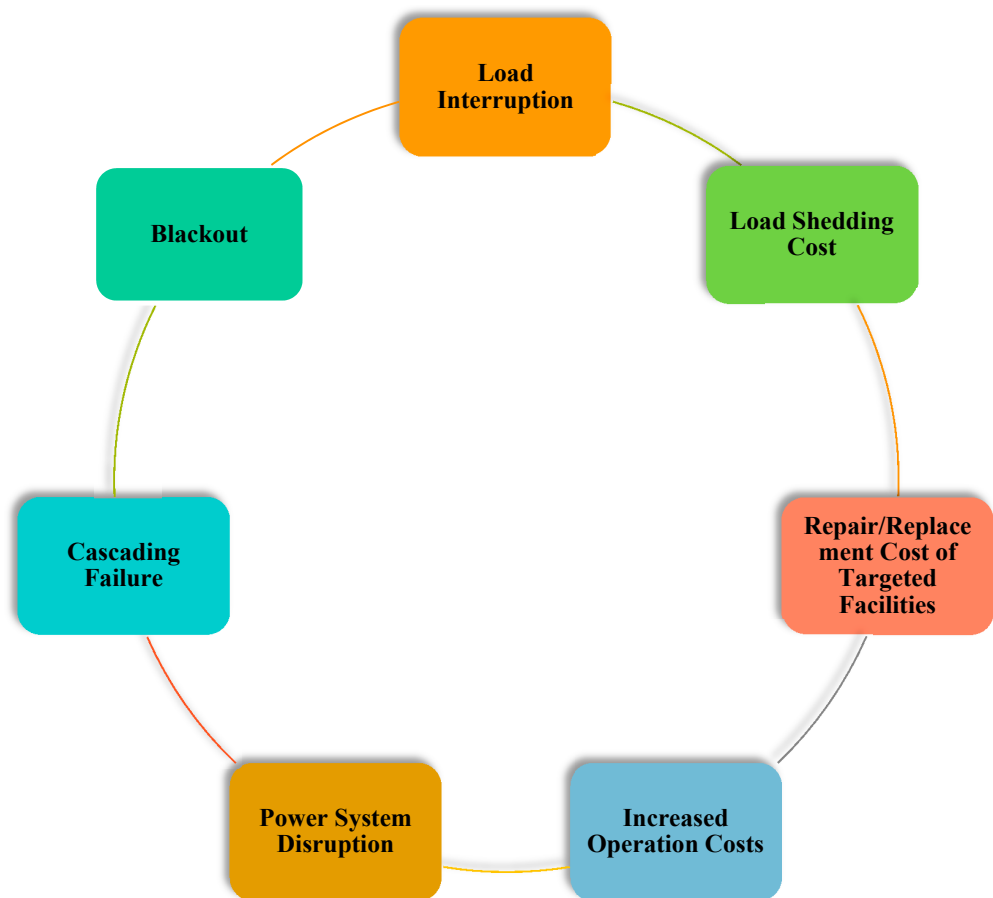 Load
Interruption
Load Shedding
Cost
Repair/Replace
ment Cost of
Targeted
Facilities
Increased
Operation Costs
Power System
Disruption
Cascading
Failure
Blackout